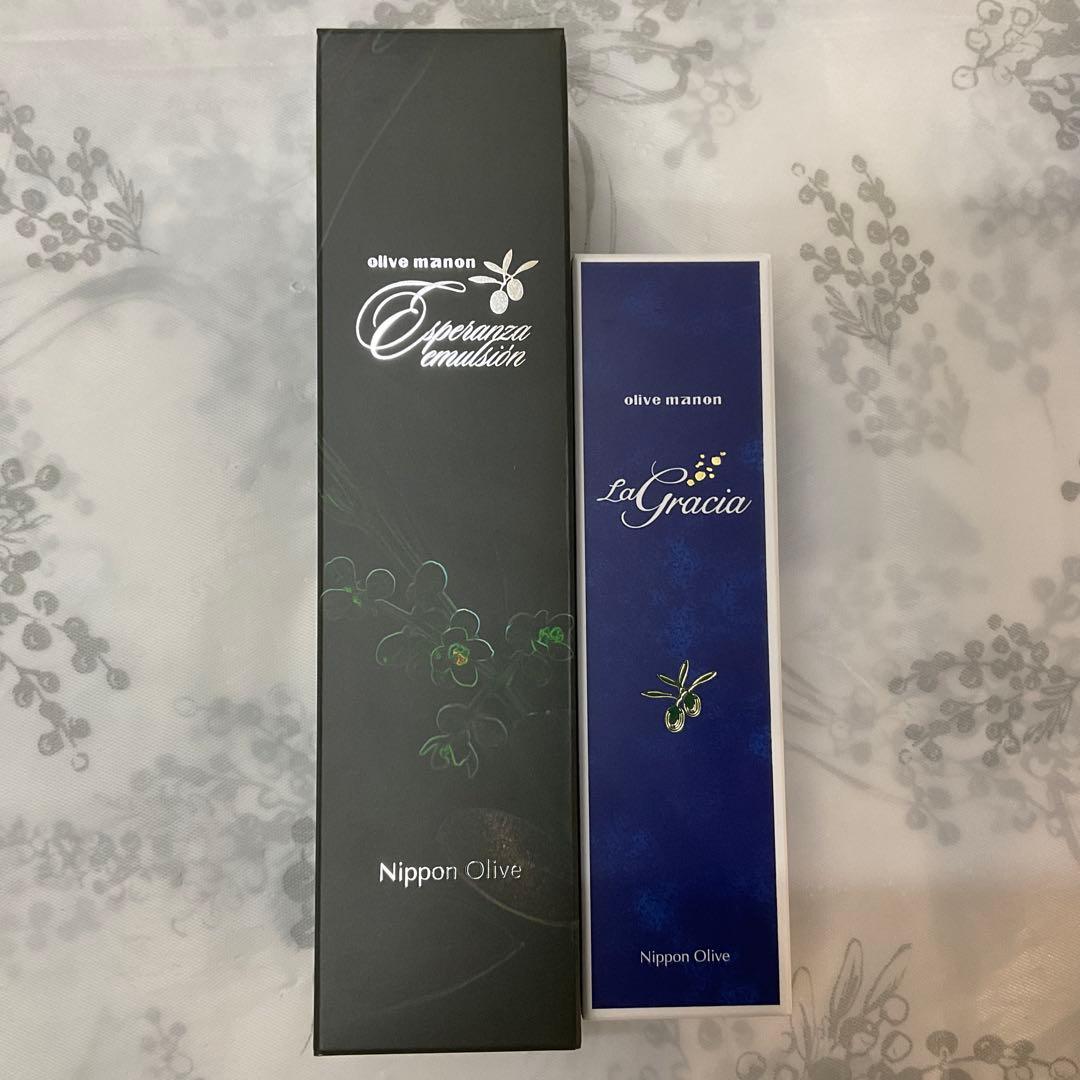 olive manon
Esperanza
emulsión
Nippon Olive
olive manon
La Gracia
Nippon Olive